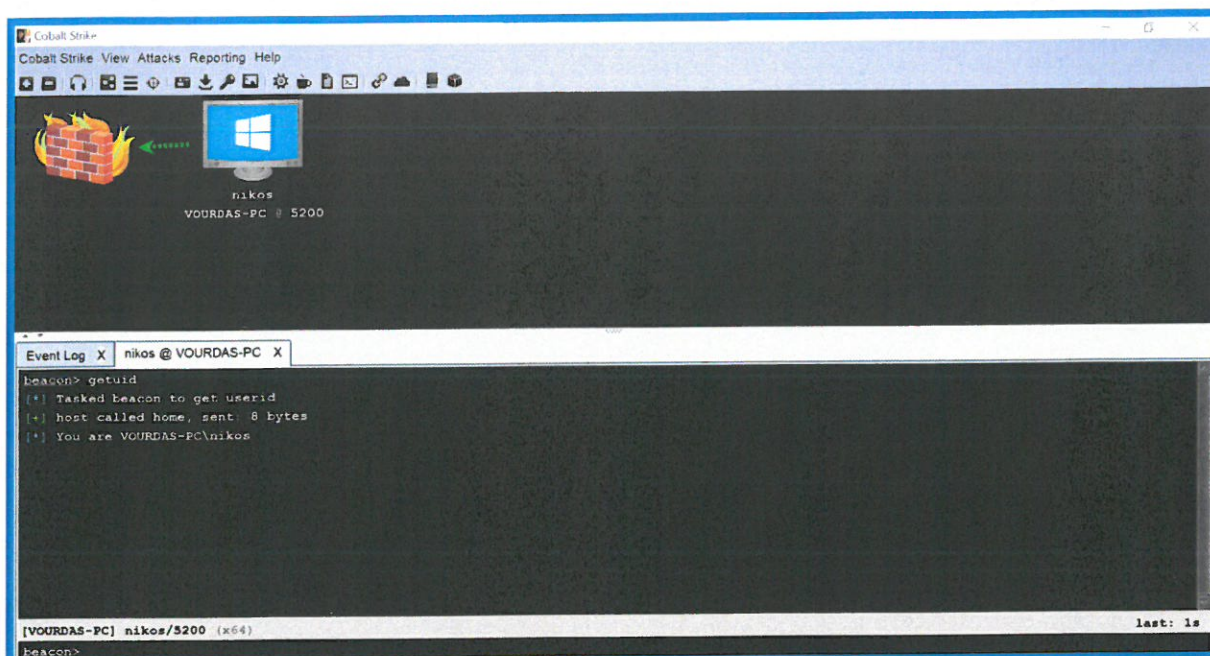 Cobalt Strike
Cobalt Strike View Attacks Reporting Help
nikos
VOURDAS-PC @ 5200
Event Log X nikos @ VOURDAS-PC X
beacon> getuid
[*] Tasked beacon to get userid
[+] host called home, sent: 8 bytes
[*] You are VOURDAS-PC\nikos
[VOURDAS-PC] nikos/5200 (x64) last: 1s
beacon>